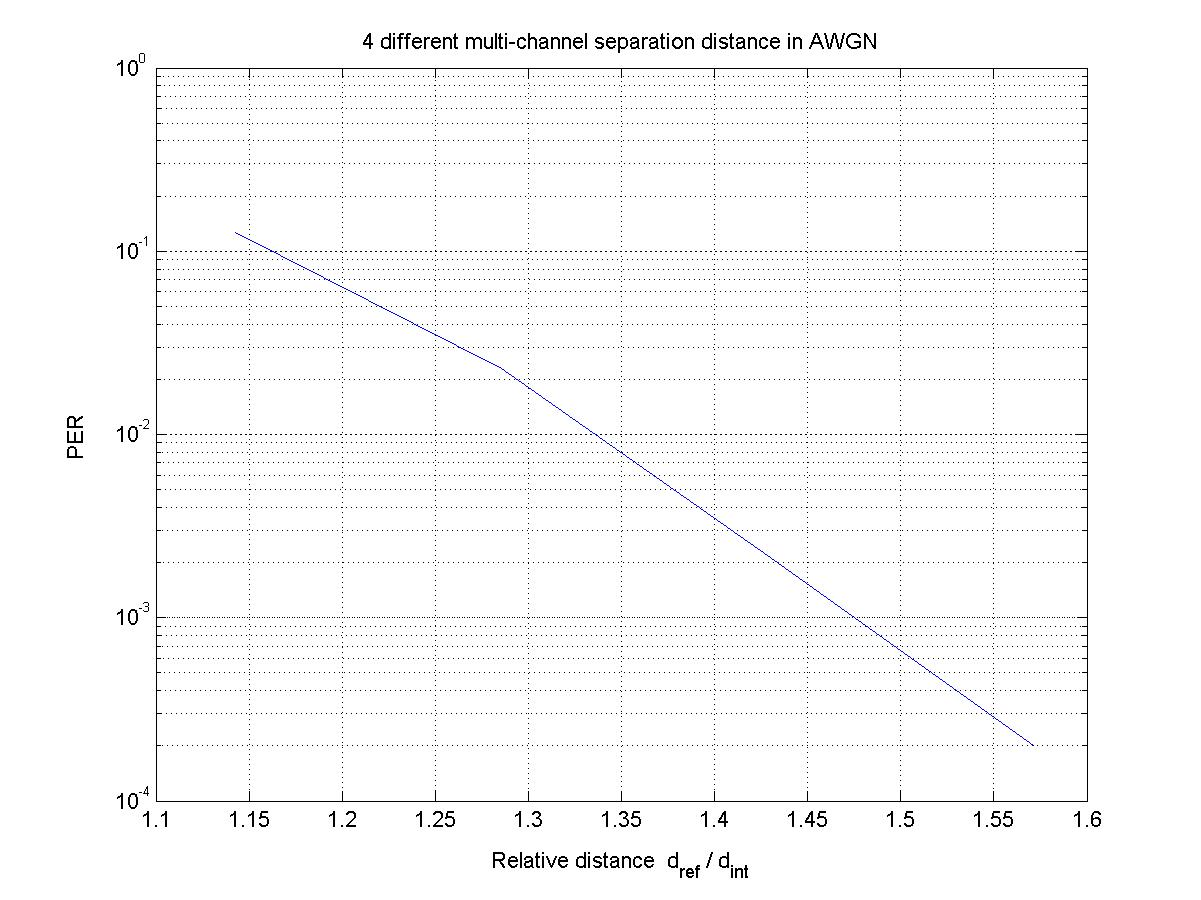 4 different multi-channel separation distance in AWGN
10^0
10^-1
10^-2
10^-3
10^-4
PER
1.1 1.15 1.2 1.25 1.3 1.35 1.4 1.45 1.5 1.55 1.6
Relative distance d_ref / d_int